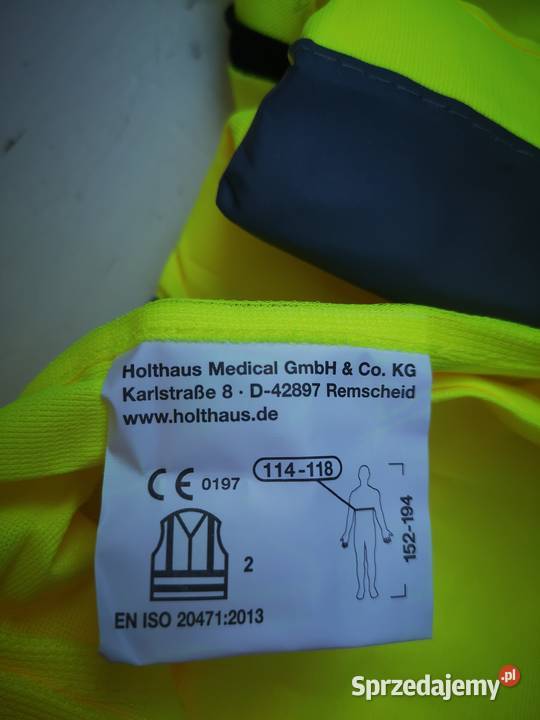 Holthaus Medical GmbH & Co. KG
Karlstraße 8 · D-42897 Remscheid
www.holthaus.de
CE 0197
114-118
152-194
2
EN ISO 20471:2013
Sprzedajemy.pl